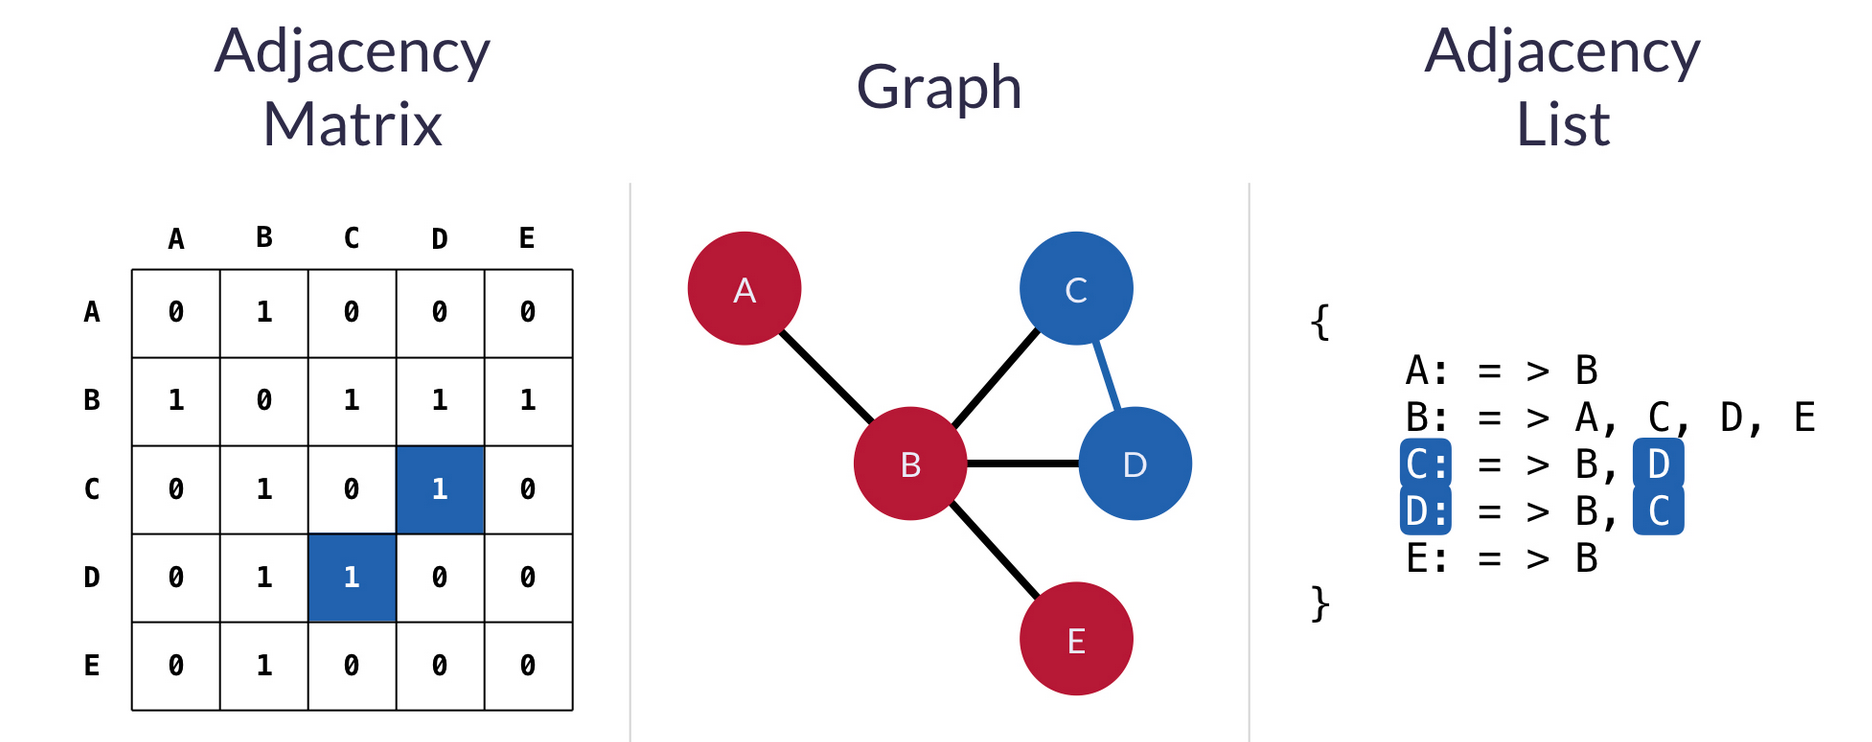 Adjacency
Matrix
A B C D E
A 0 1 0 0 0
B 1 0 1 1 1
C 0 1 0 1 0
D 0 1 1 0 0
E 0 1 0 0 0
Graph
A
C
B
D
E
Adjacency
List
{
A: = > B
B: = > A, C, D, E
C: = > B, D
D: = > B, C
E: = > B
}